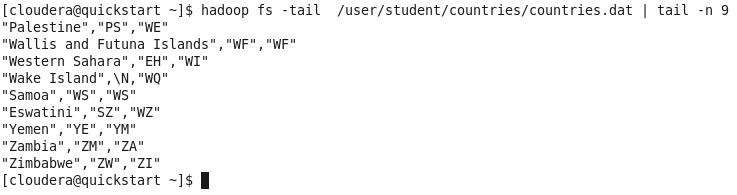 [cloudera@quickstart ~]$ hadoop fs -tail  /user/student/countries/countries.dat | tail -n 9
"Palestine","PS","WE"
"Wallis and Futuna Islands","WF","WF"
"Western Sahara","EH","WI"
"Wake Island",\N,"WQ"
"Samoa","WS","WS"
"Eswatini","SZ","WZ"
"Yemen","YE","YM"
"Zambia","ZM","ZA"
"Zimbabwe","ZW","ZI"
[cloudera@quickstart ~]$